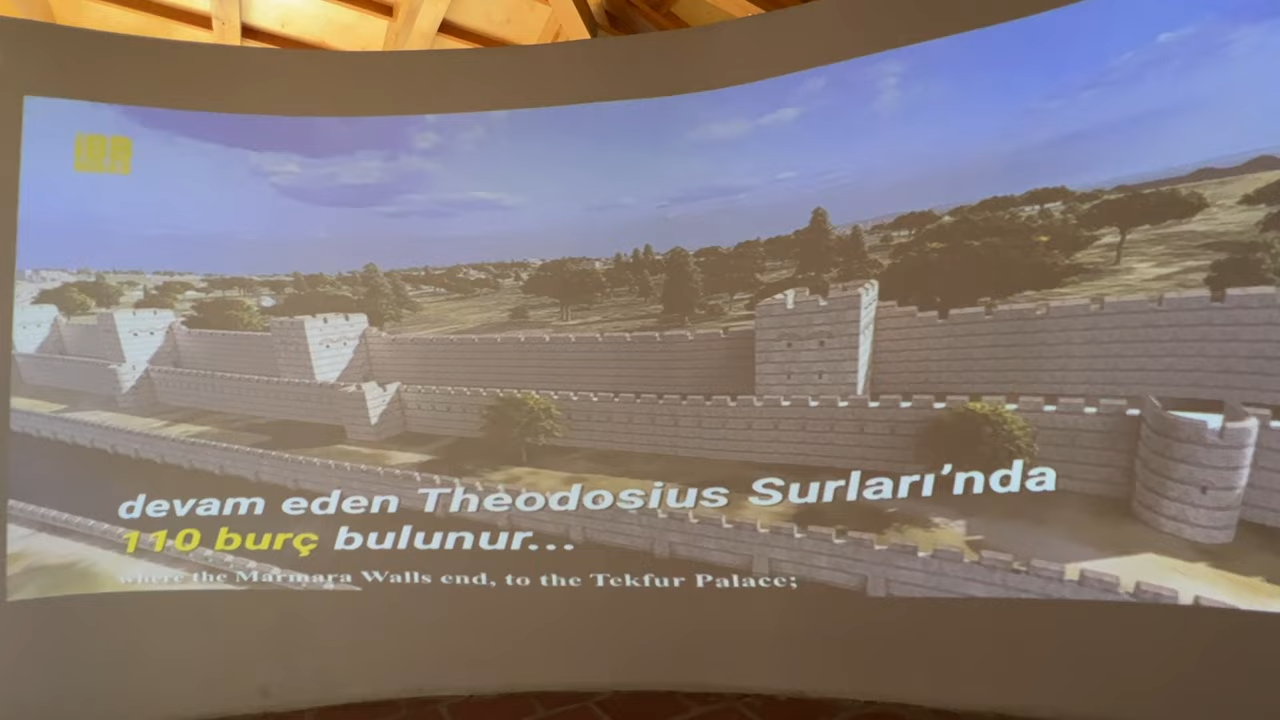 devam eden Theodosius Surları’nda
110 burç bulunur...
where the Marmara Walls end, to the Tekfur Palace;